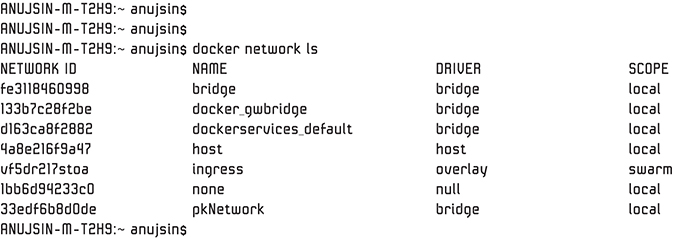 ANUJSIN-M-T2H9:~ anujsin$
ANUJSIN-M-T2H9:~ anujsin$
ANUJSIN-M-T2H9:~ anujsin$ docker network ls
NETWORK ID NAME DRIVER SCOPE
fe3118460998 bridge bridge local
133b7c28f2be docker_gwbridge bridge local
d163ca8f2882 dockerservices_default bridge local
4a8e216f9a47 host host local
vf5dr217stoa ingress overlay swarm
1bb6d94233c0 none null local
33edf6b8d0de pkNetwork bridge local
ANUJSIN-M-T2H9:~ anujsin$